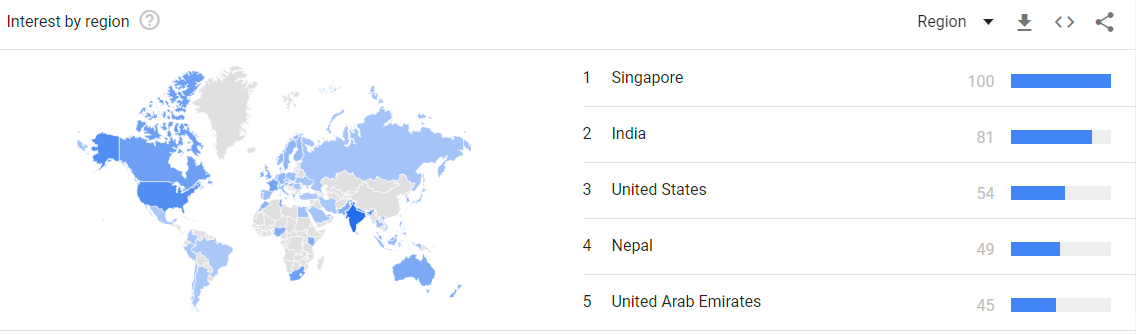 Interest by region
Region
1 Singapore 100
2 India 81
3 United States 54
4 Nepal 49
5 United Arab Emirates 45